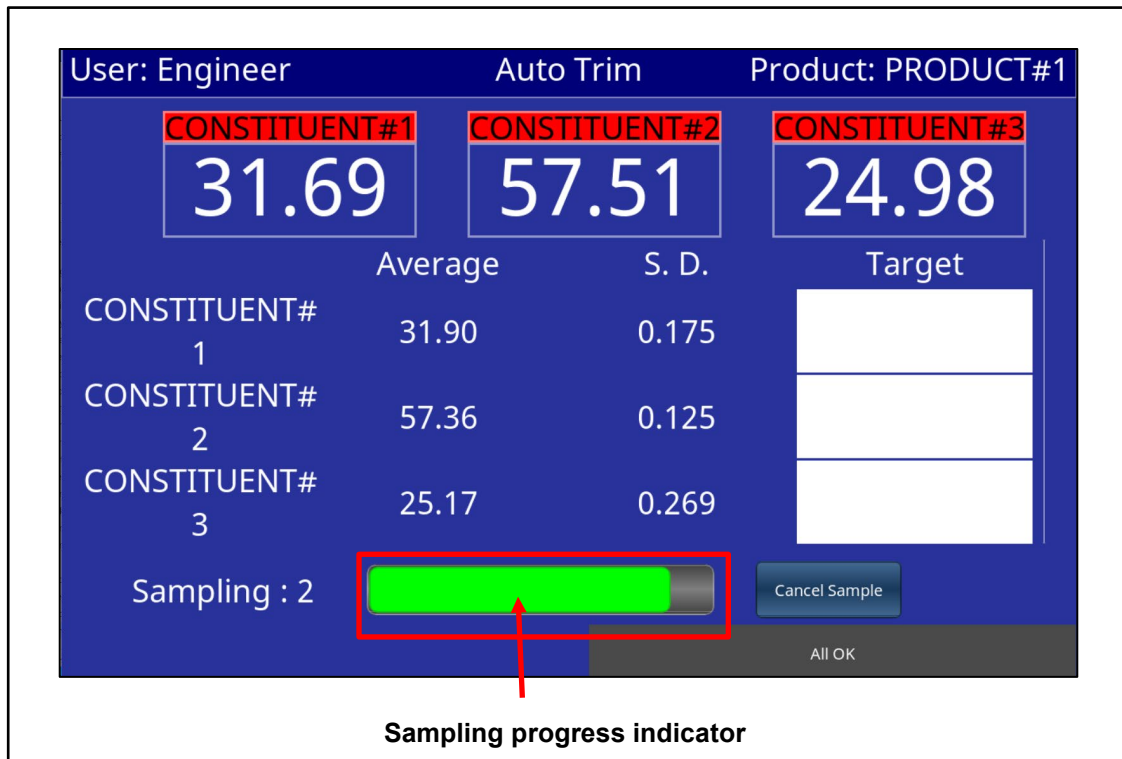 User: Engineer Auto Trim Product: PRODUCT#1
CONSTITUENT#1 CONSTITUENT#2 CONSTITUENT#3
31.69 57.51 24.98
Average S. D. Target
CONSTITUENT#
1 31.90 0.175
CONSTITUENT#
2 57.36 0.125
CONSTITUENT#
3 25.17 0.269
Sampling : 2 Cancel Sample
All OK
Sampling progress indicator